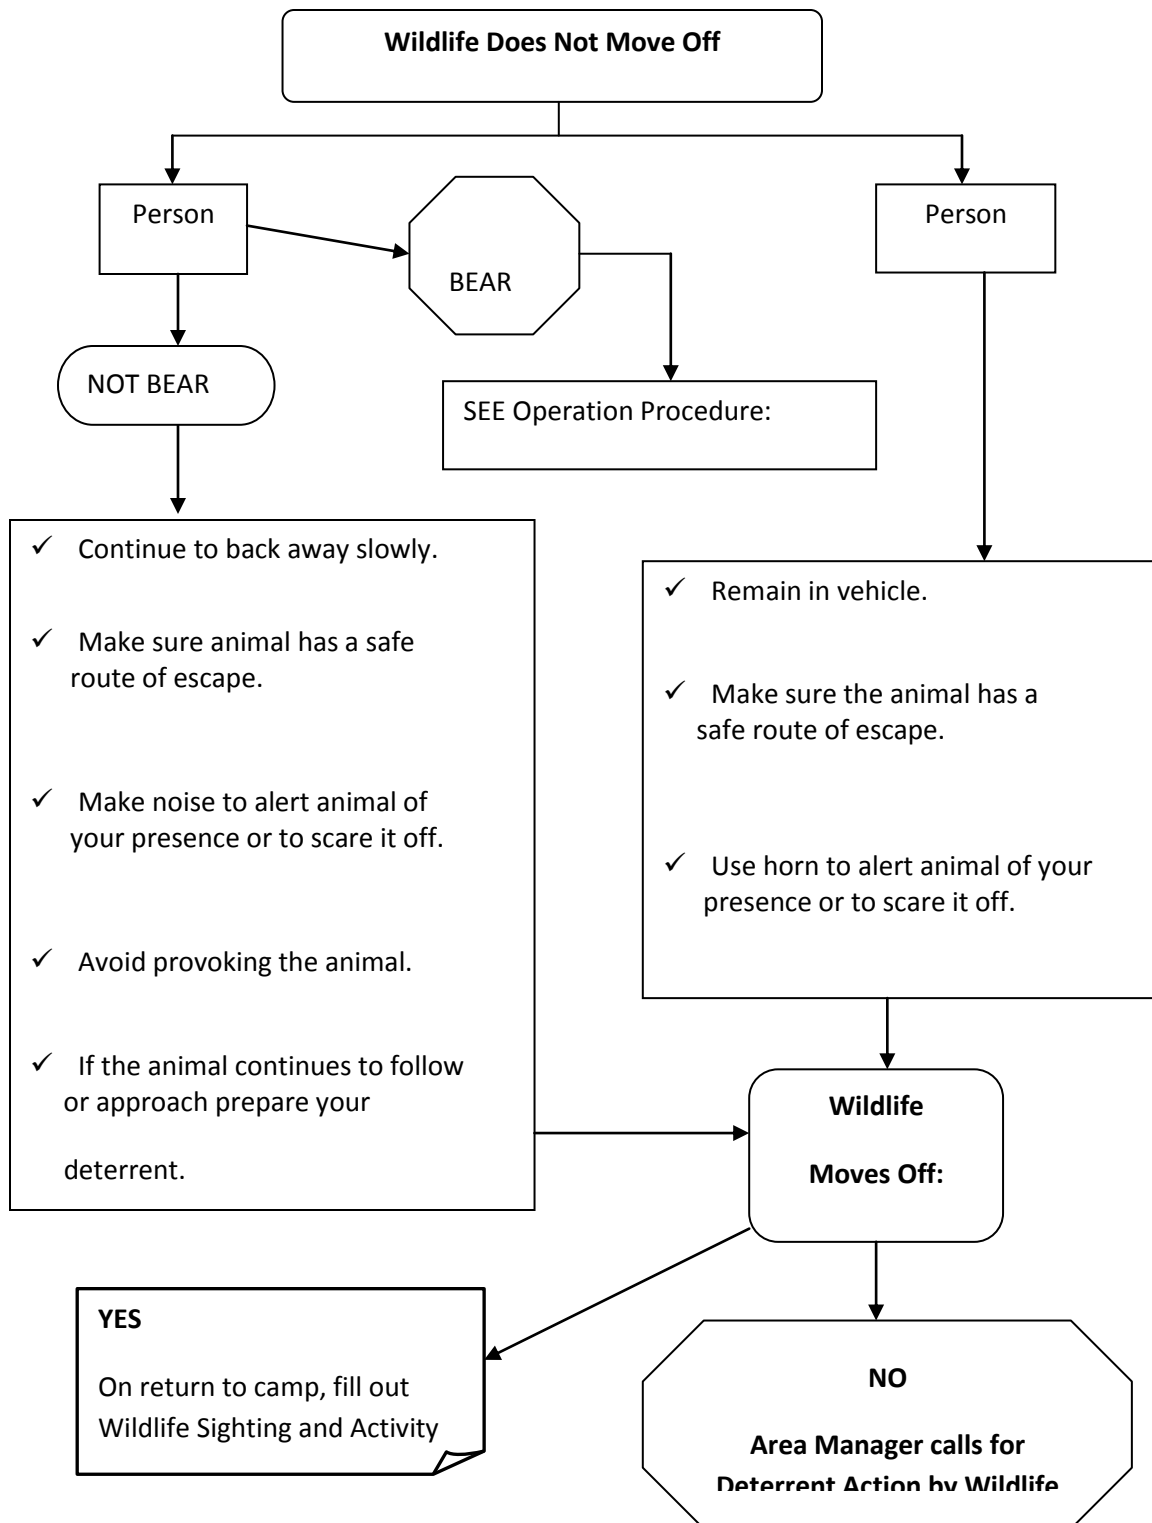 Wildlife Does Not Move Off
Person
Person
BEAR
NOT BEAR
SEE Operation Procedure:
✓ Continue to back away slowly.
✓ Make sure animal has a safe
route of escape.
✓ Make noise to alert animal of
your presence or to scare it off.
✓ Avoid provoking the animal.
✓ If the animal continues to follow
or approach prepare your
deterrent.
✓ Remain in vehicle.
✓ Make sure the animal has a
safe route of escape.
✓ Use horn to alert animal of your
presence or to scare it off.
Wildlife
Moves Off:
YES
On return to camp, fill out
Wildlife Sighting and Activity
NO
Area Manager calls for
Deterrent Action by Wildlife